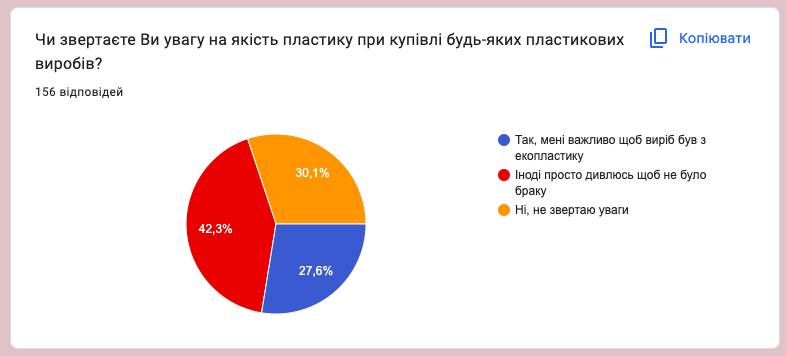 Чи звертаєте Ви увагу на якість пластику при купівлі будь-яких пластикових
виробів?
Копіювати
156 відповідей
30,1%
42,3%
27,6%
Так, мені важливо щоб виріб був з
екопластику
Іноді просто дивлюсь щоб не було
браку
Ні, не звертаю уваги